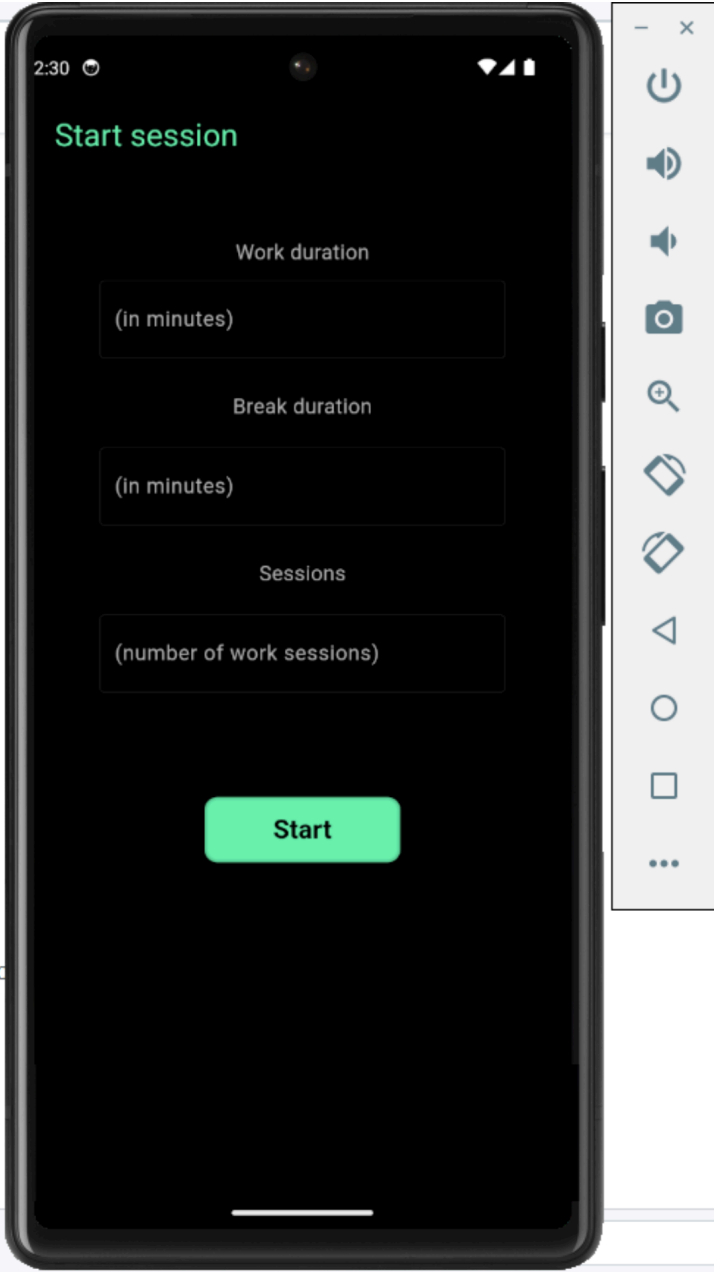 2:30
Start session
Work duration
(in minutes)
Break duration
(in minutes)
Sessions
(number of work sessions)
Start